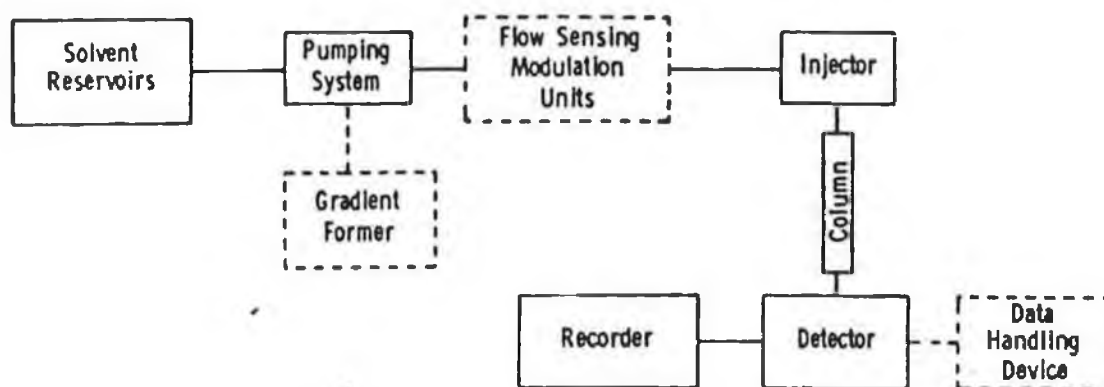 Solvent
Reservoirs
Pumping
System
Flow Sensing
Modulation
Units
Injector
Gradient
Former
Column
Recorder
Detector
Data
Handling
Device